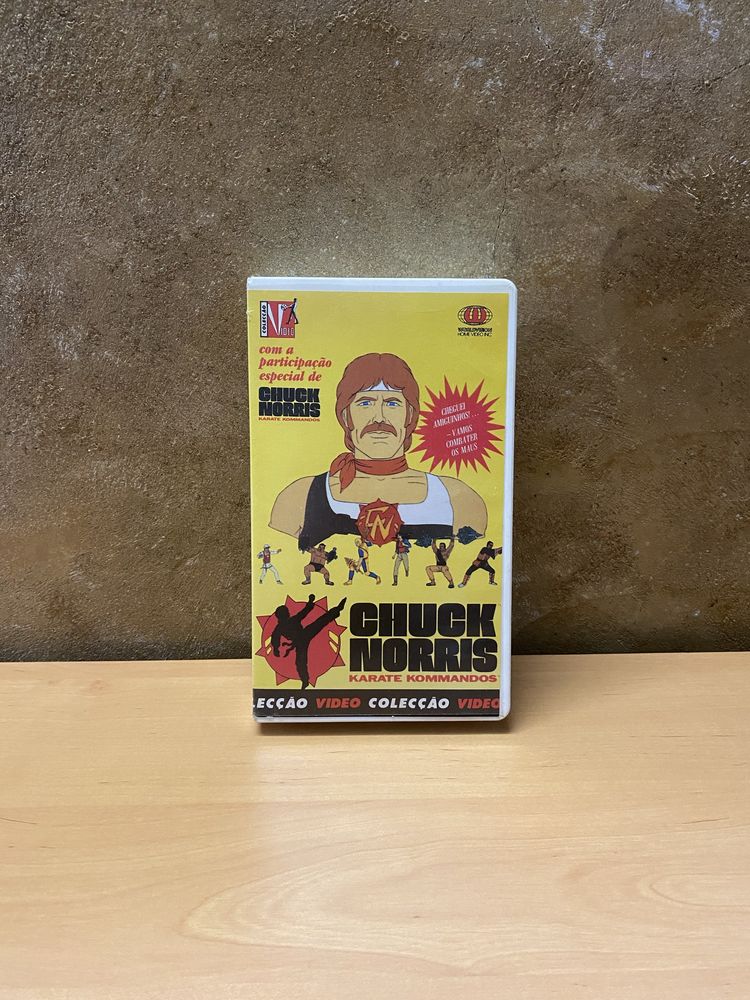 COLECÇÃO
VIDEO
WORLDVISION
HOME VIDEO INC.
com a
participação
especial de
CHUCK
NORRIS
KARATE KOMMANDOS
CHEGUEI
AMIGUINHOS!...
- VAMOS
COMBATER
OS MAUS
CN
CHUCK
NORRIS
KARATE KOMMANDOS
LECÇÃO VIDEO COLECÇÃO VIDEO